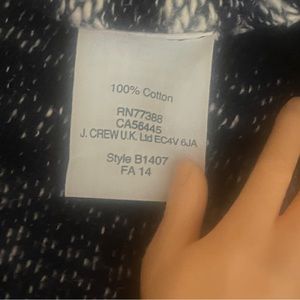 100% Cotton
RN77388
CA56445
J. CREW U.K. Ltd EC4V 6JA
Style B1407
FA 14